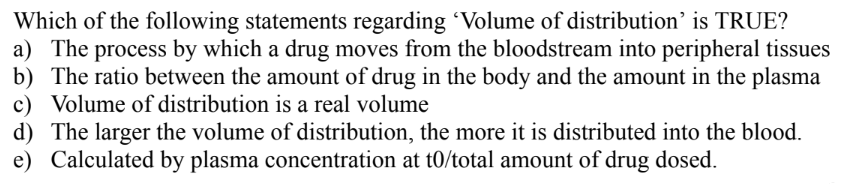 Which of the following statements regarding ‘Volume of distribution’ is TRUE?
a) The process by which a drug moves from the bloodstream into peripheral tissues
b) The ratio between the amount of drug in the body and the amount in the plasma
c) Volume of distribution is a real volume
d) The larger the volume of distribution, the more it is distributed into the blood.
e) Calculated by plasma concentration at t0/total amount of drug dosed.